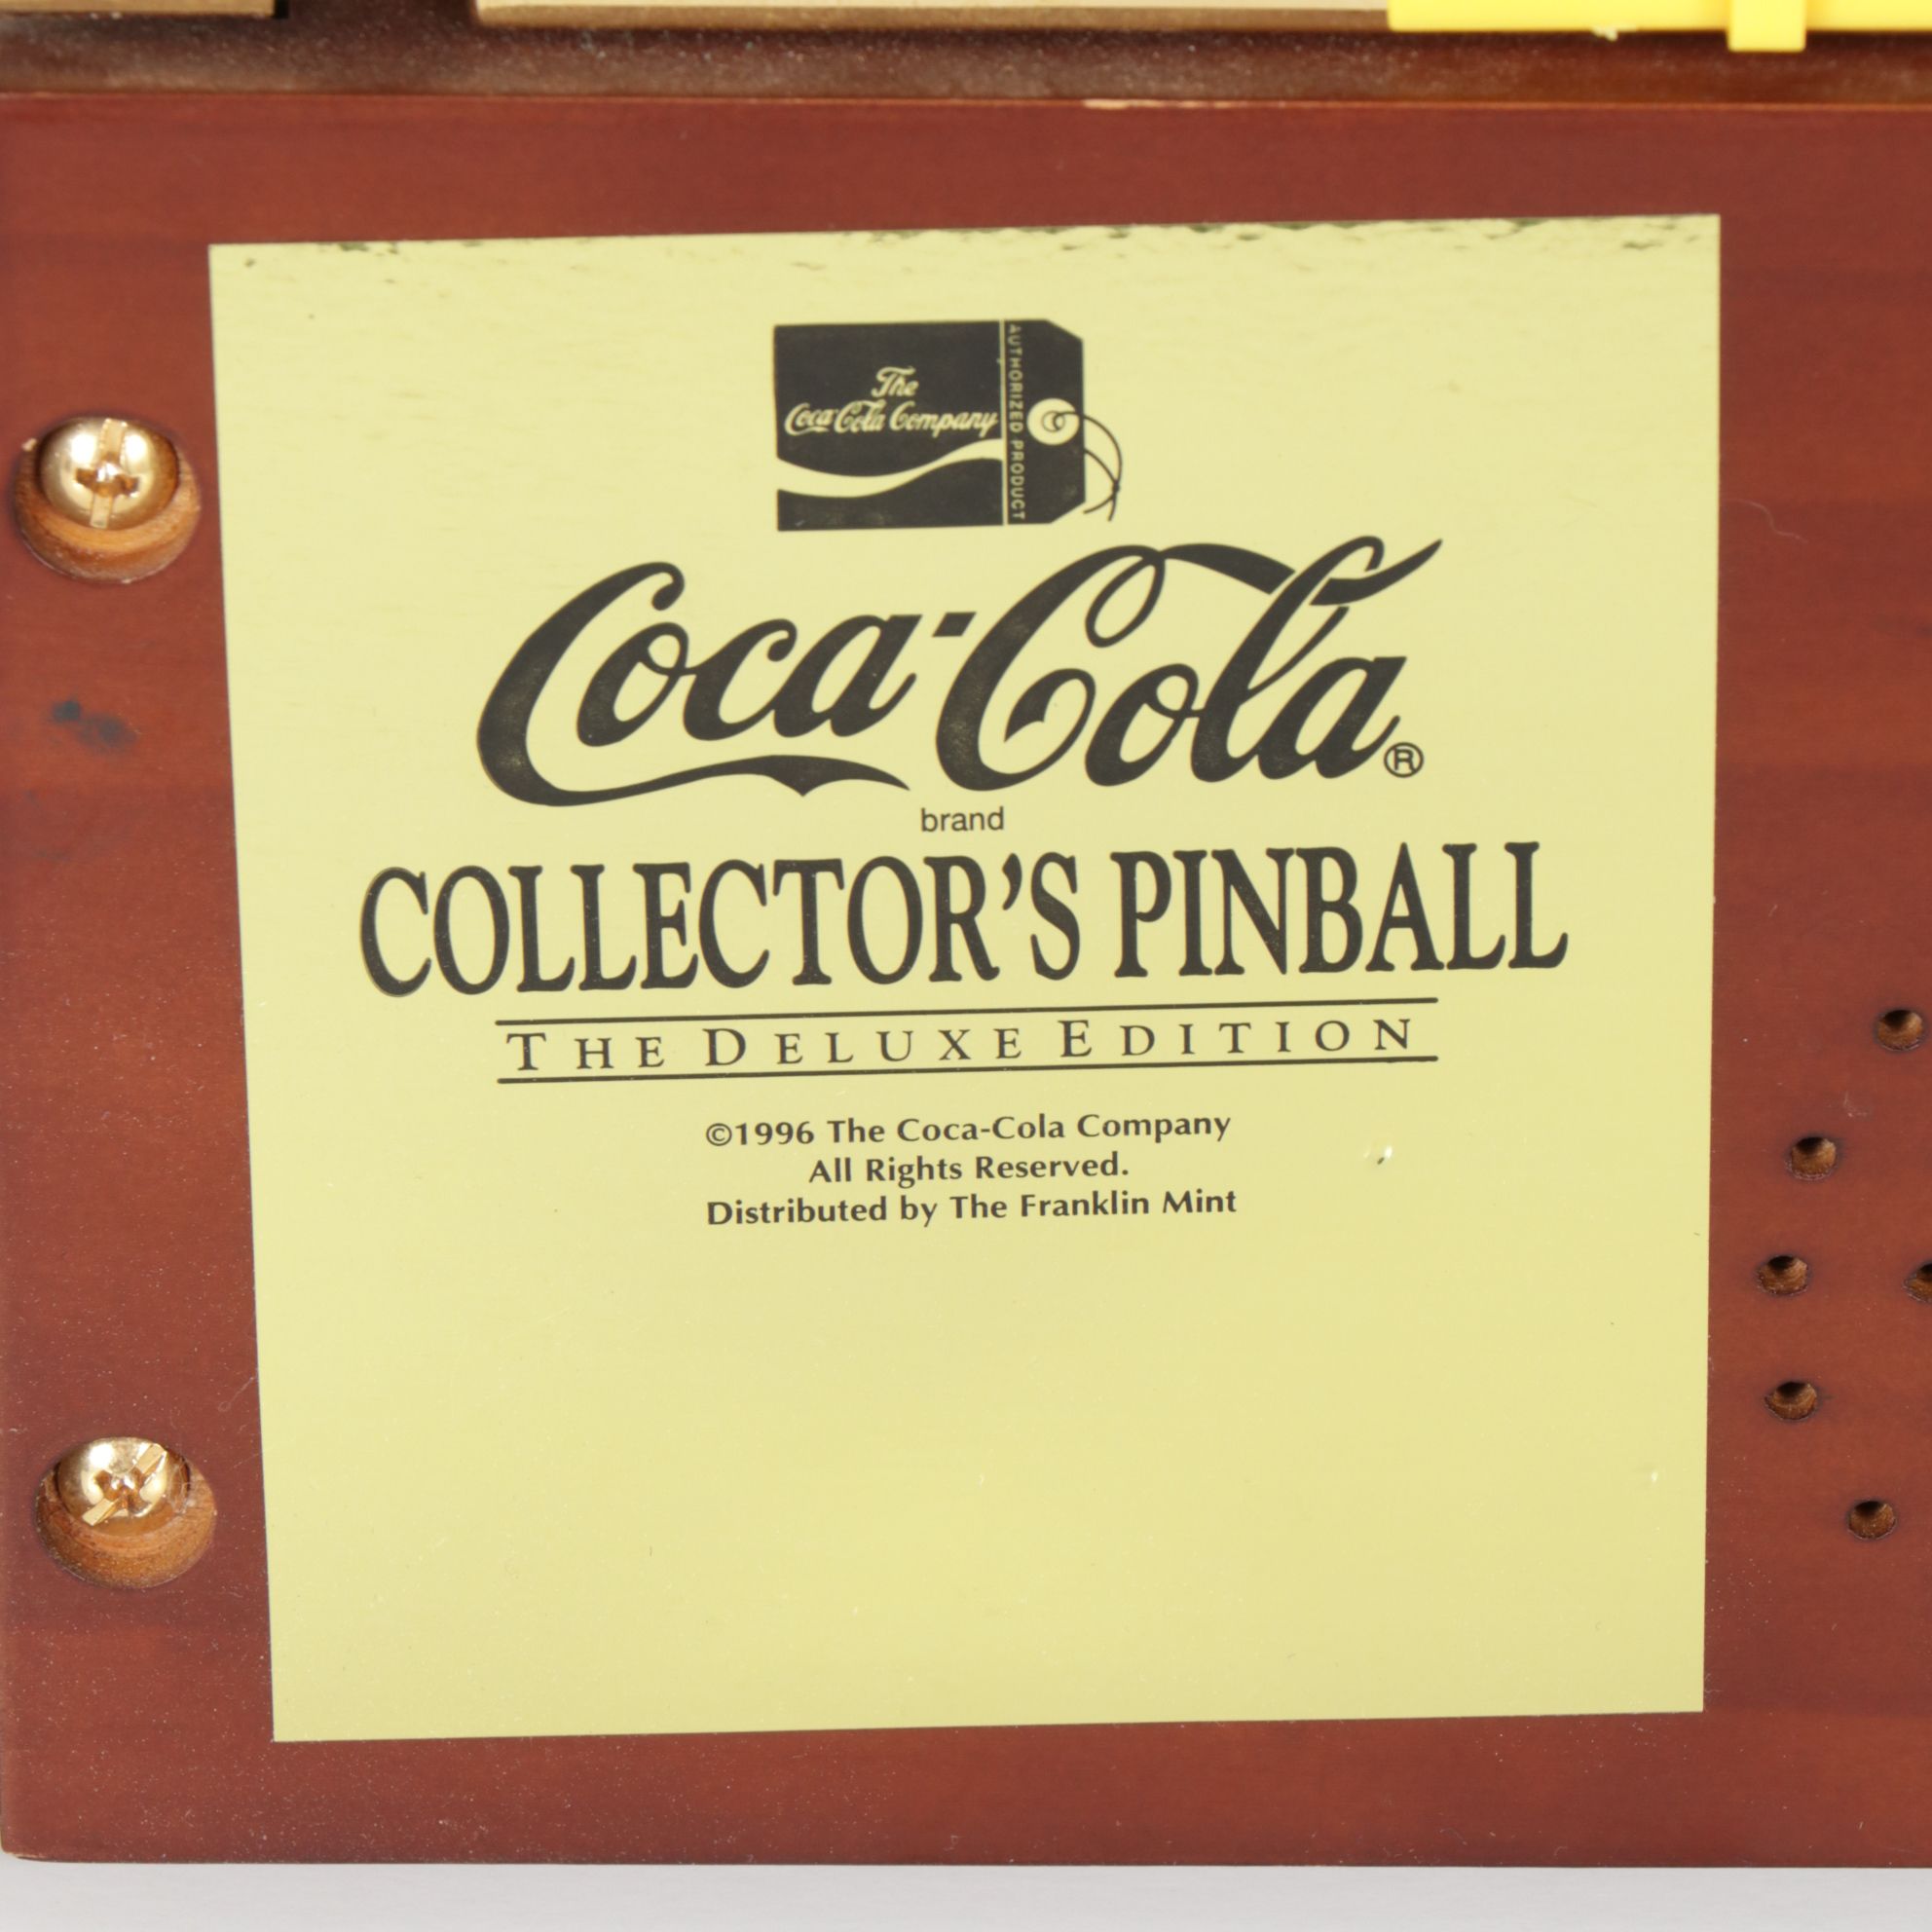 The
Coca-Cola Company
AUTHORIZED PRODUCT
Coca-Cola®
brand
COLLECTOR'S PINBALL
THE DELUXE EDITION
©1996 The Coca-Cola Company
All Rights Reserved.
Distributed by The Franklin Mint